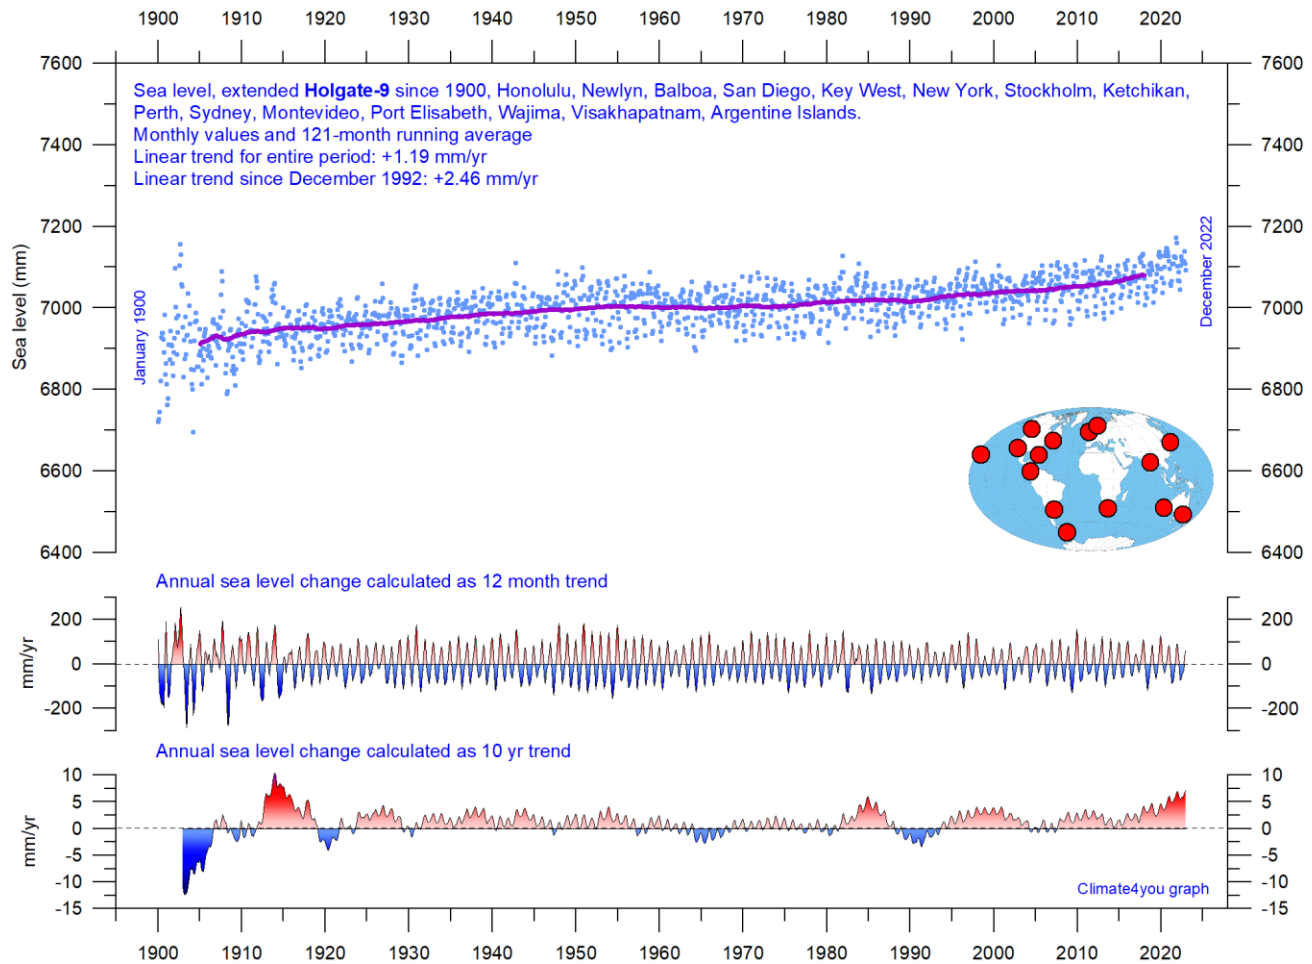 1900 1910 1920 1930 1940 1950 1960 1970 1980 1990 2000 2010 2020
7600 7600
Sea level, extended Holgate-9 since 1900, Honolulu, Newlyn, Balboa, San Diego, Key West, New York, Stockholm, Ketchikan,
Perth, Sydney, Montevideo, Port Elisabeth, Wajima, Visakhapatnam, Argentine Islands.
Monthly values and 121-month running average
7400 7400
Linear trend for entire period: +1.19 mm/yr
Linear trend since December 1992: +2.46 mm/yr
7200 7200
Sea level (mm)
January 1900
December 2022
7000 7000
6800 6800
6600 6600
6400 6400
Annual sea level change calculated as 12 month trend
200 200
mm/yr
0 0
-200 -200
Annual sea level change calculated as 10 yr trend
10 10
5 5
mm/yr
0 0
-5 -5
-10 -10
Climate4you graph
-15 -15
1900 1910 1920 1930 1940 1950 1960 1970 1980 1990 2000 2010 2020